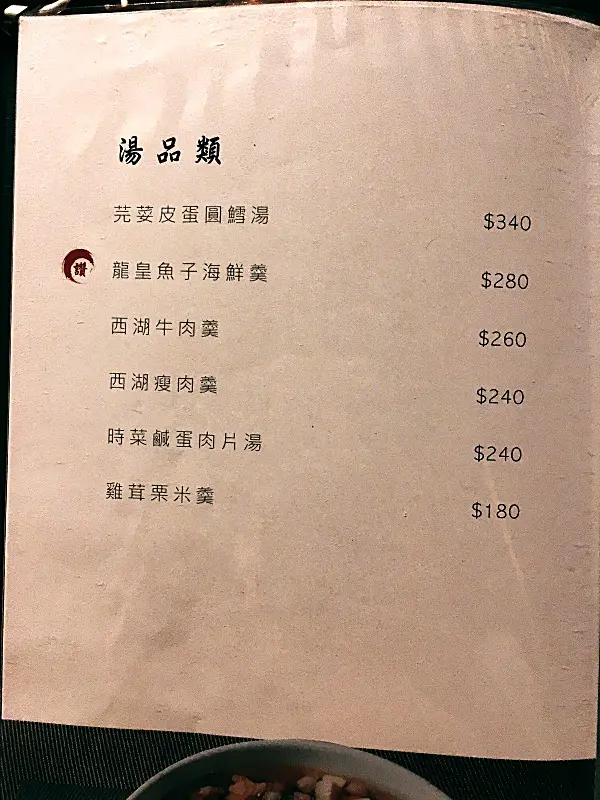 湯品類
芫荽皮蛋圓鱈湯 $340
讚 龍皇魚子海鮮羹 $280
西湖牛肉羹 $260
西湖瘦肉羹 $240
時菜鹹蛋肉片湯 $240
雞茸栗米羹 $180